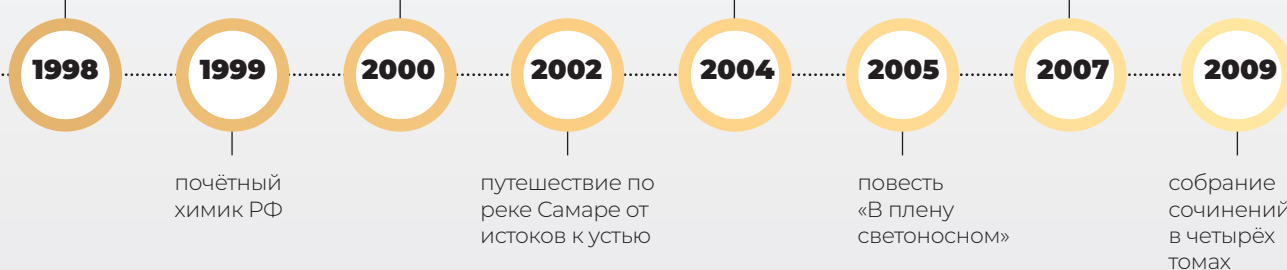 1998
1999
2000
2002
2004
2005
2007
2009
почётный
химик РФ
путешествие по
реке Самаре от
истоков к устью
повесть
«В плену
светоносном»
собрание
сочинений
в четырёх
томах